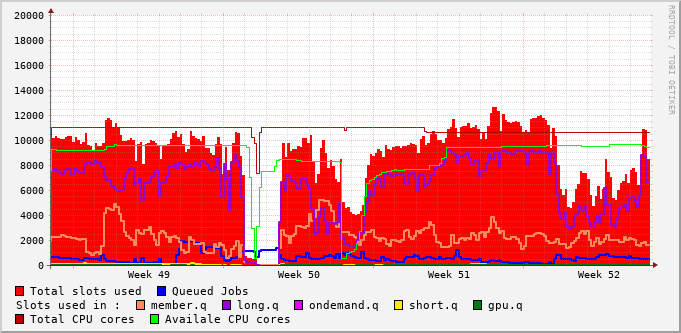 20000
18000
16000
14000
12000
10000
8000
6000
4000
2000
0
Week 49 Week 50 Week 51 Week 52
RRDTOOL / TOBI OETIKER
Total slots used Queued Jobs
Slots used in : member.q long.q ondemand.q short.q gpu.q
Total CPU cores Availale CPU cores